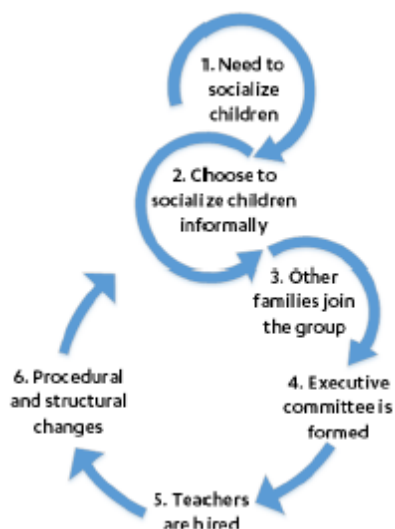 1. Need to
socialize
children
2. Choose to
socialize children
informally
3. Other
families join
the group
4. Executive
committee is
formed
5. Teachers
are hired
6. Procedural
and structural
changes